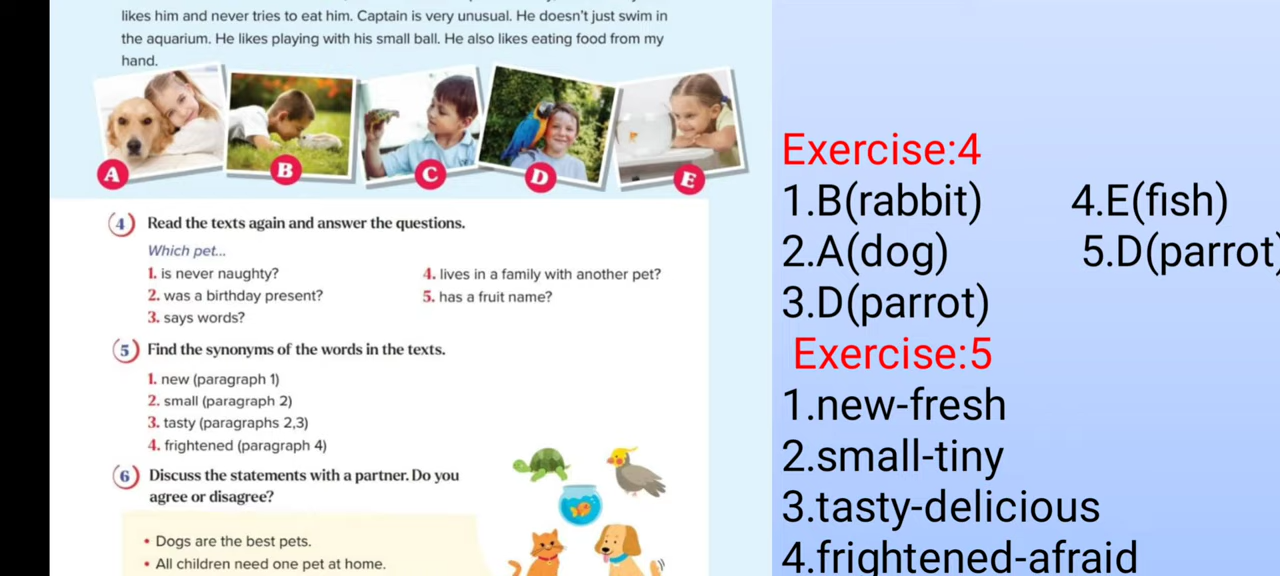 likes him and never tries to eat him. Captain is very unusual. He doesn't just swim in
the aquarium. He likes playing with his small ball. He also likes eating food from my
hand.
A
B
C
D
E
4 Read the texts again and answer the questions.
Which pet...
1. is never naughty?
2. was a birthday present?
3. says words?
4. lives in a family with another pet?
5. has a fruit name?
5 Find the synonyms of the words in the texts.
1. new (paragraph 1)
2. small (paragraph 2)
3. tasty (paragraphs 2,3)
4. frightened (paragraph 4)
6 Discuss the statements with a partner. Do you
agree or disagree?
• Dogs are the best pets.
• All children need one pet at home.
Exercise:4
1.B(rabbit) 4.E(fish)
2.A(dog) 5.D(parrot)
3.D(parrot)
Exercise:5
1.new-fresh
2.small-tiny
3.tasty-delicious
4.frightened-afraid